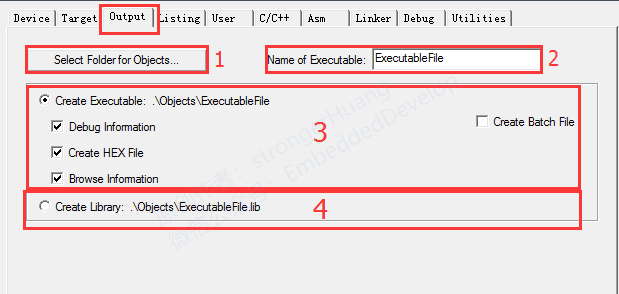 Device Target Output Listing User C/C++ Asm Linker Debug Utilities
Select Folder for Objects... 1 Name of Executable: ExecutableFile 2
Create Executable: .\Objects\ExecutableFile
Debug Information 3 Create Batch File
Create HEX File
Browse Information
Create Library: .\Objects\ExecutableFile.lib 4
strongerHuang
EmbeddedDevelop